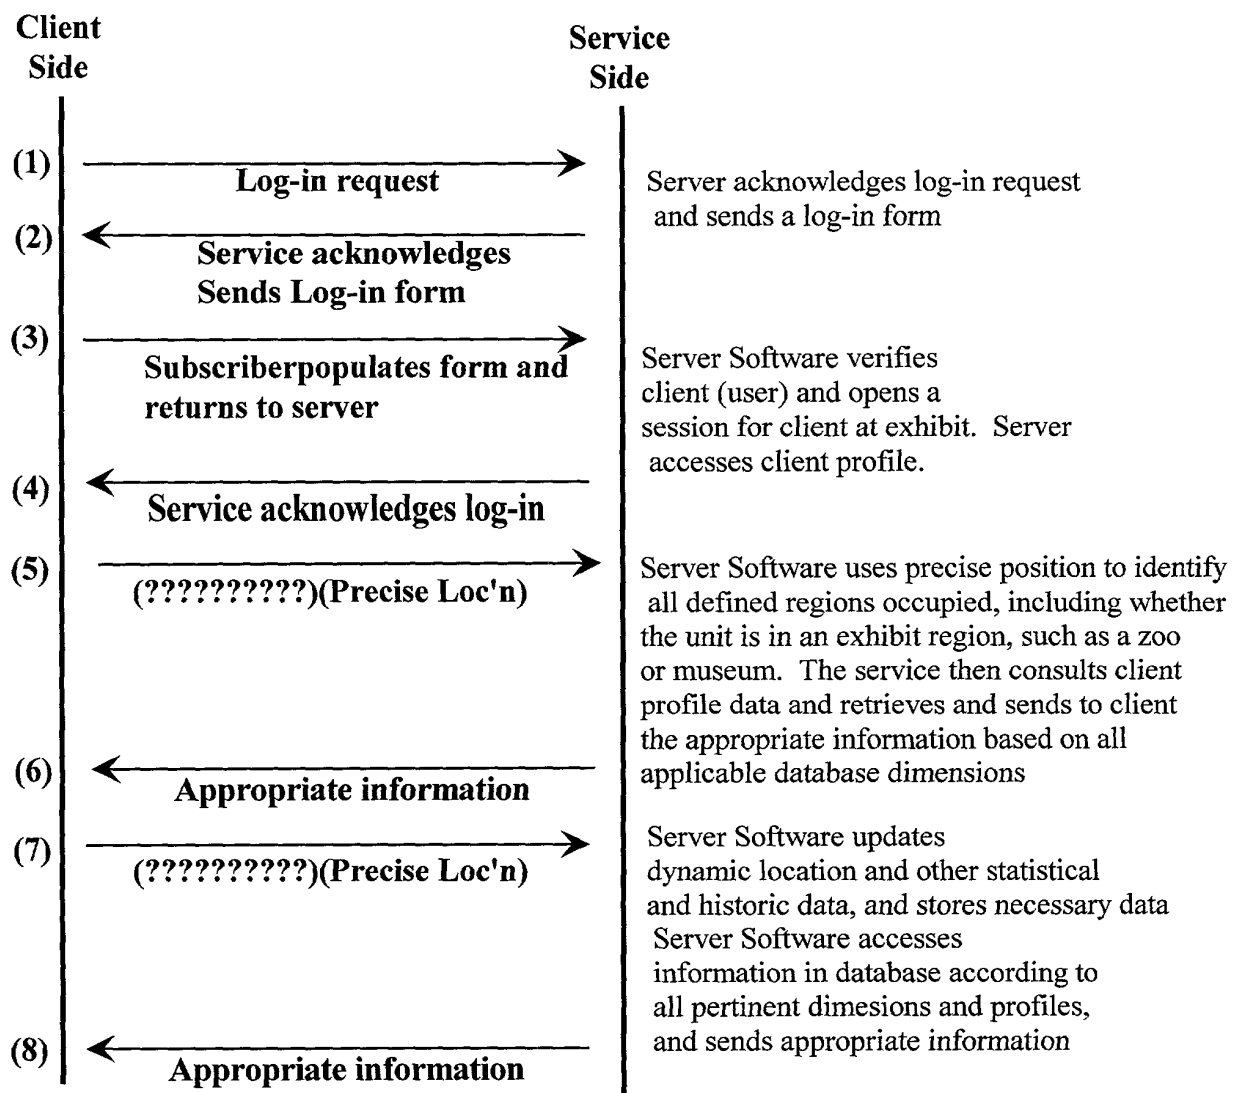 Client
Side
Service
Side
(1)
Log-in request
Server acknowledges log-in request
and sends a log-in form
(2)
Service acknowledges
Sends Log-in form
(3)
Subscriberpopulates form and
returns to server
Server Software verifies
client (user) and opens a
session for client at exhibit. Server
accesses client profile.
(4)
Service acknowledges log-in
(5)
(??????????)(Precise Loc'n)
Server Software uses precise position to identify
all defined regions occupied, including whether
the unit is in an exhibit region, such as a zoo
or museum. The service then consults client
profile data and retrieves and sends to client
the appropriate information based on all
applicable database dimensions
(6)
Appropriate information
(7)
(??????????)(Precise Loc'n)
Server Software updates
dynamic location and other statistical
and historic data, and stores necessary data
Server Software accesses
information in database according to
all pertinent dimesions and profiles,
and sends appropriate information
(8)
Appropriate information